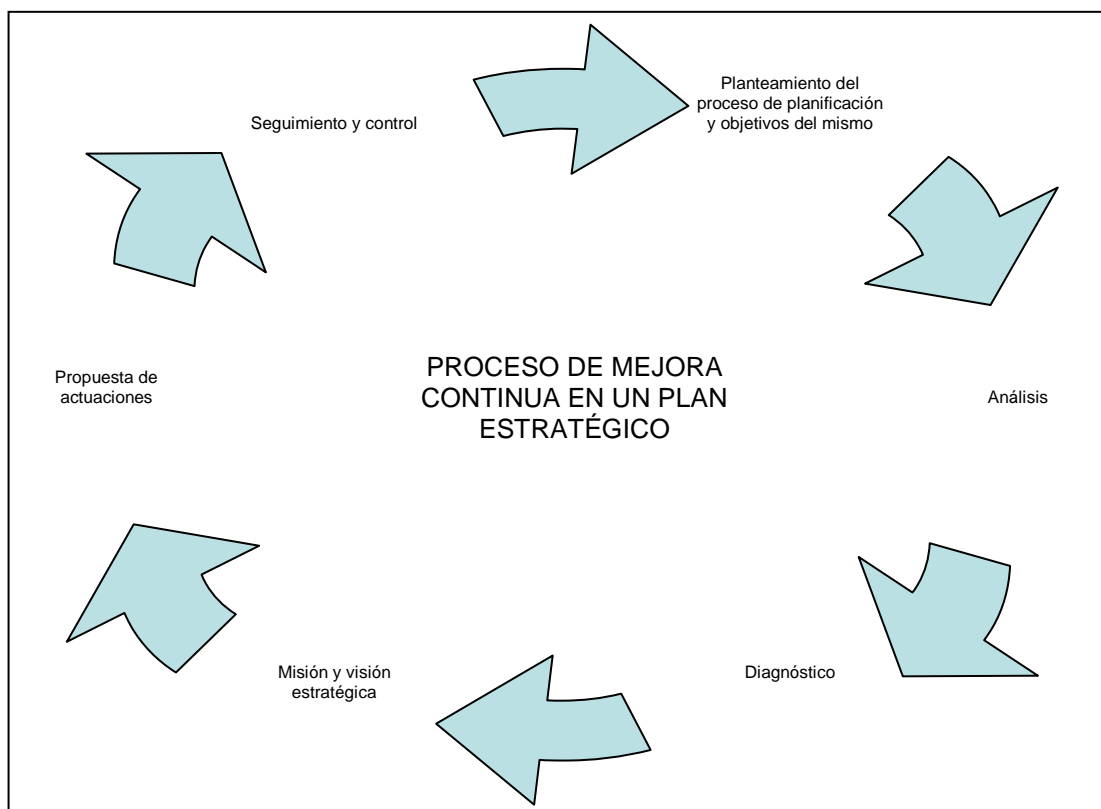 Seguimiento y control
Planteamiento del
proceso de planificación
y objetivos del mismo
PROCESO DE MEJORA
CONTINUA EN UN PLAN
ESTRATÉGICO
Propuesta de
actuaciones
Análisis
Misión y visión
estratégica
Diagnóstico